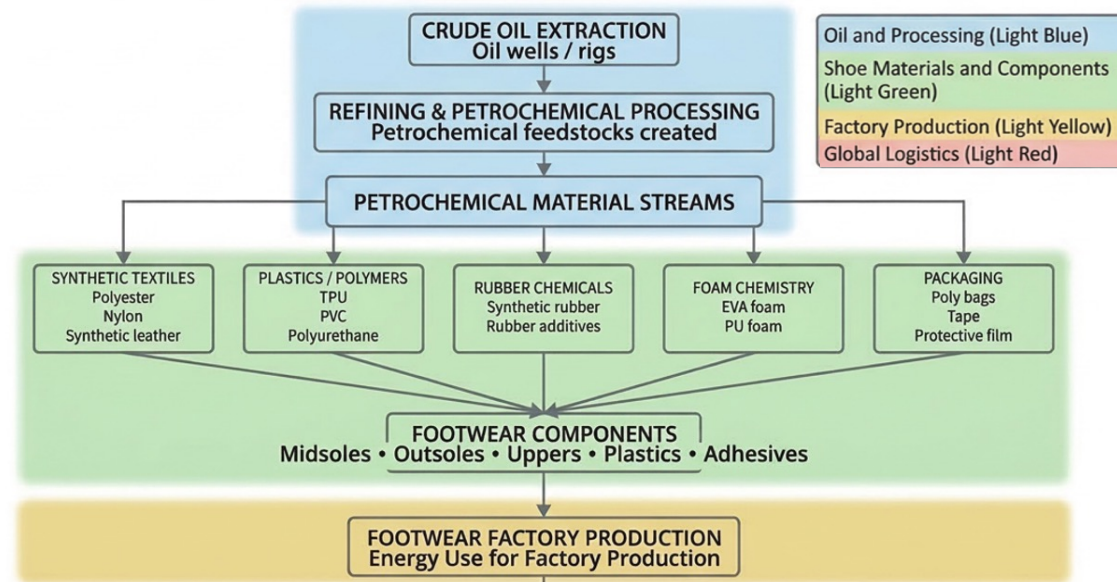 CRUDE OIL EXTRACTION
Oil wells / rigs
REFINING & PETROCHEMICAL PROCESSING
Petrochemical feedstocks created
PETROCHEMICAL MATERIAL STREAMS
Oil and Processing (Light Blue)
Shoe Materials and Components
(Light Green)
Factory Production (Light Yellow)
Global Logistics (Light Red)
SYNTHETIC TEXTILES
Polyester
Nylon
Synthetic leather
PLASTICS / POLYMERS
TPU
PVC
Polyurethane
RUBBER CHEMICALS
Synthetic rubber
Rubber additives
FOAM CHEMISTRY
EVA foam
PU foam
PACKAGING
Poly bags
Tape
Protective film
FOOTWEAR COMPONENTS
Midsoles • Outsoles • Uppers • Plastics • Adhesives
FOOTWEAR FACTORY PRODUCTION
Energy Use for Factory Production